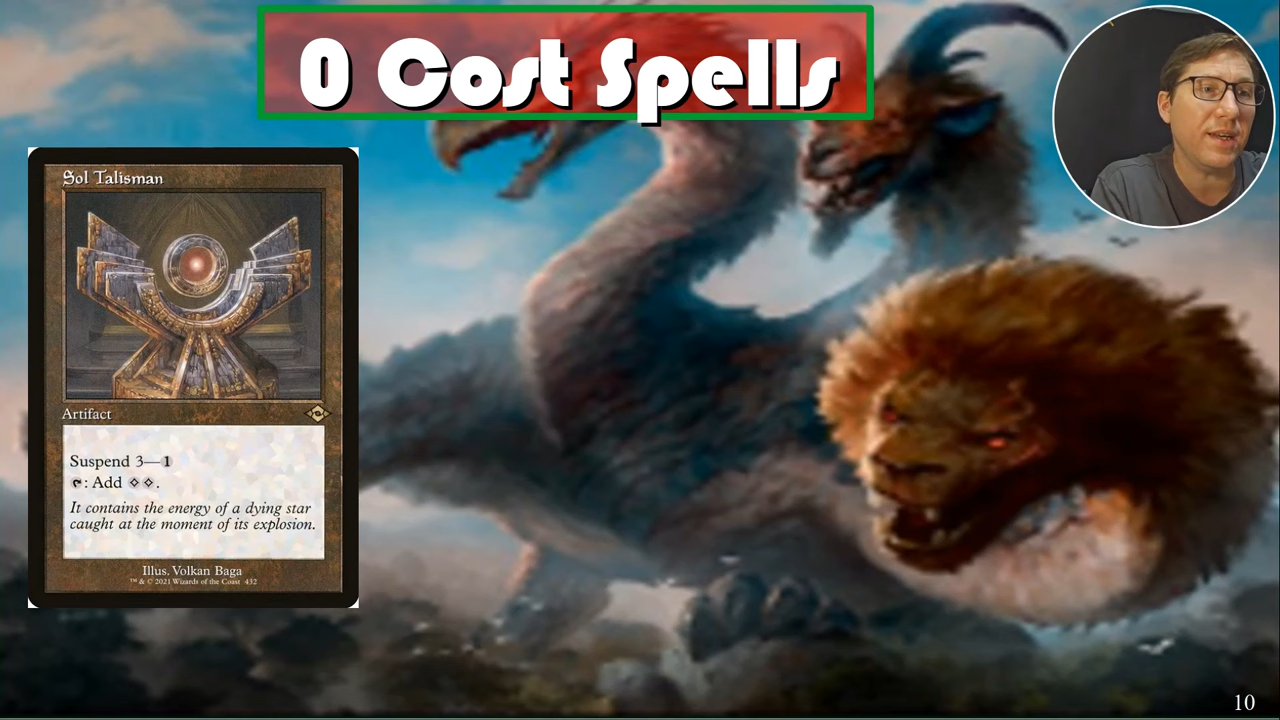 0 Cost Spells
Sol Talisman
Artifact
Suspend 3—1
: Add .
It contains the energy of a dying star
caught at the moment of its explosion.
Illus. Volkan Baga
™ & © 2021 Wizards of the Coast 432
10